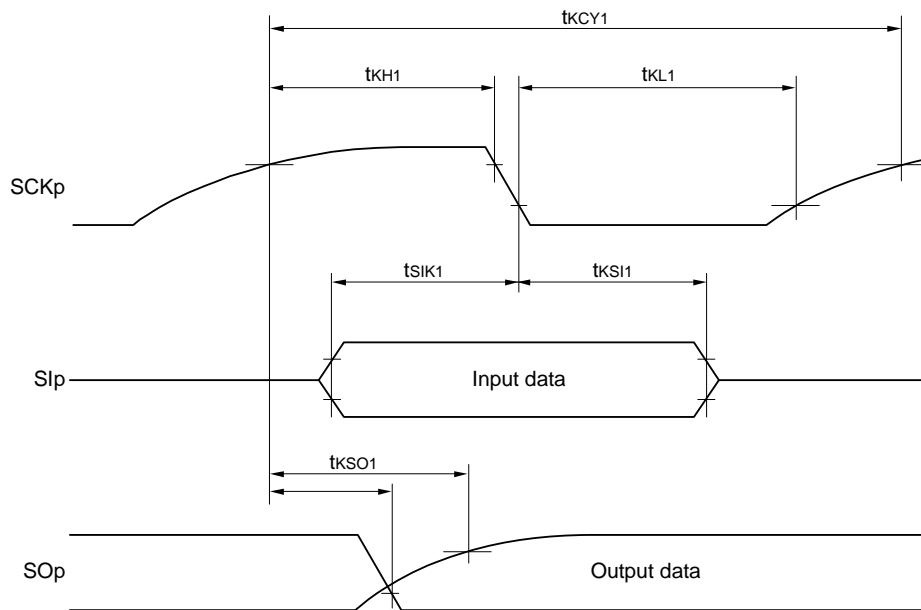 tKCY1
tKH1
tKL1
SCKp
tSIK1
tKSI1
SIp
Input data
tKSO1
SOp
Output data